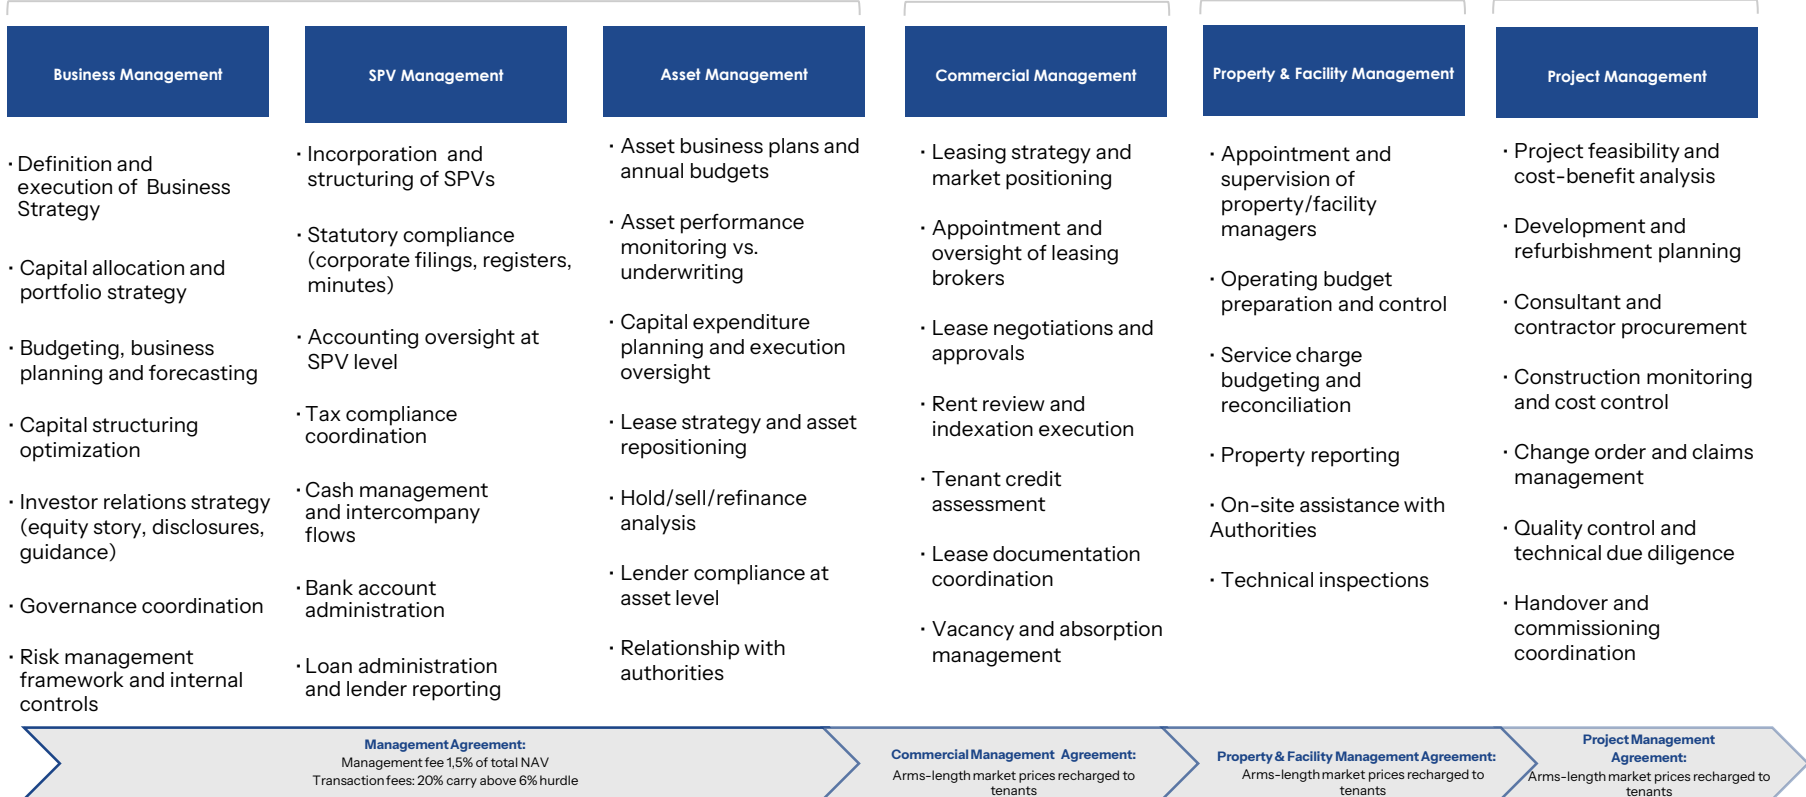 Business Management
SPV Management
Asset Management
Commercial Management
Property & Facility Management
Project Management
· Definition and
execution of Business
Strategy
· Capital allocation and
portfolio strategy
· Budgeting, business
planning and forecasting
· Capital structuring
optimization
· Investor relations strategy
(equity story, disclosures,
guidance)
· Governance coordination
· Risk management
framework and internal
controls
· Incorporation and
structuring of SPVs
· Statutory compliance
(corporate filings, registers,
minutes)
· Accounting oversight at
SPV level
· Tax compliance
coordination
· Cash management
and intercompany
flows
· Bank account
administration
· Loan administration
and lender reporting
· Asset business plans and
annual budgets
· Asset performance
monitoring vs.
underwriting
· Capital expenditure
planning and execution
oversight
· Lease strategy and asset
repositioning
· Hold/sell/refinance
analysis
· Lender compliance at
asset level
· Relationship with
authorities
· Leasing strategy and
market positioning
· Appointment and
oversight of leasing
brokers
· Lease negotiations and
approvals
· Rent review and
indexation execution
· Tenant credit
assessment
· Lease documentation
coordination
· Vacancy and absorption
management
· Appointment and
supervision of
property/facility
managers
· Operating budget
preparation and control
· Service charge
budgeting and
reconciliation
· Property reporting
· On-site assistance with
Authorities
· Technical inspections
· Project feasibility and
cost-benefit analysis
· Development and
refurbishment planning
· Consultant and
contractor procurement
· Construction monitoring
and cost control
· Change order and claims
management
· Quality control and
technical due diligence
· Handover and
commissioning
coordination
Management Agreement:
Management fee 1,5% of total NAV
Transaction fees: 20% carry above 6% hurdle
Commercial Management Agreement:
Arms-length market prices recharged to
tenants
Property & Facility Management Agreement:
Arms-length market prices recharged to
tenants
Project Management
Agreement:
Arms-length market prices recharged to
tenants